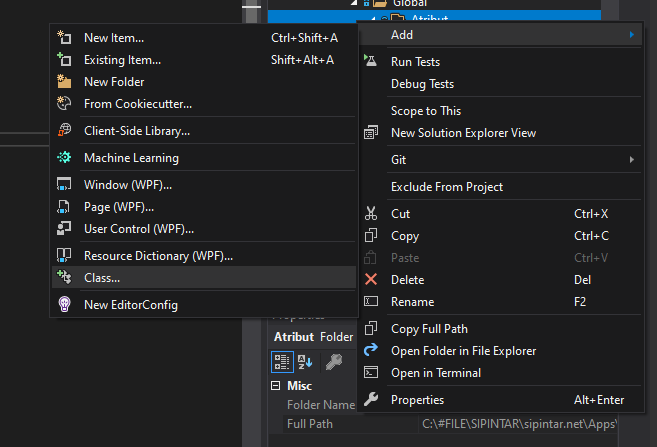 Global
Atribut
New Item... Ctrl+Shift+A
Existing Item... Shift+Alt+A
New Folder
From Cookiecutter...
Client-Side Library...
Machine Learning
Window (WPF)...
Page (WPF)...
User Control (WPF)...
Resource Dictionary (WPF)...
Class...
New EditorConfig
Add
Run Tests
Debug Tests
Scope to This
New Solution Explorer View
Git
Exclude From Project
Cut Ctrl+X
Copy Ctrl+C
Paste Ctrl+V
Delete Del
Rename F2
Copy Full Path
Open Folder in File Explorer
Open in Terminal
Properties Alt+Enter
Properties
Atribut Folder
Misc
Folder Name
Full Path C:\#FILE\SIPINTAR\sipintar.net\Apps\